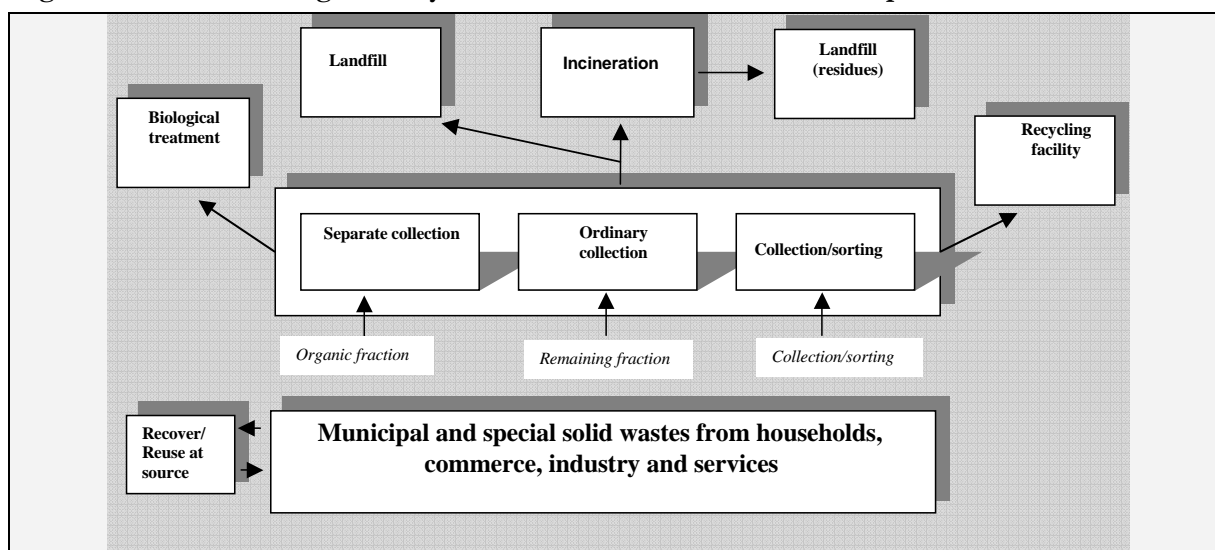 Landfill
Incineration
Landfill
(residues)
Biological
treatment
Recycling
facility
Separate collection
Ordinary
collection
Collection/sorting
Organic fraction
Remaining fraction
Collection/sorting
Recover/
Reuse at
source
Municipal and special solid wastes from households,
commerce, industry and services